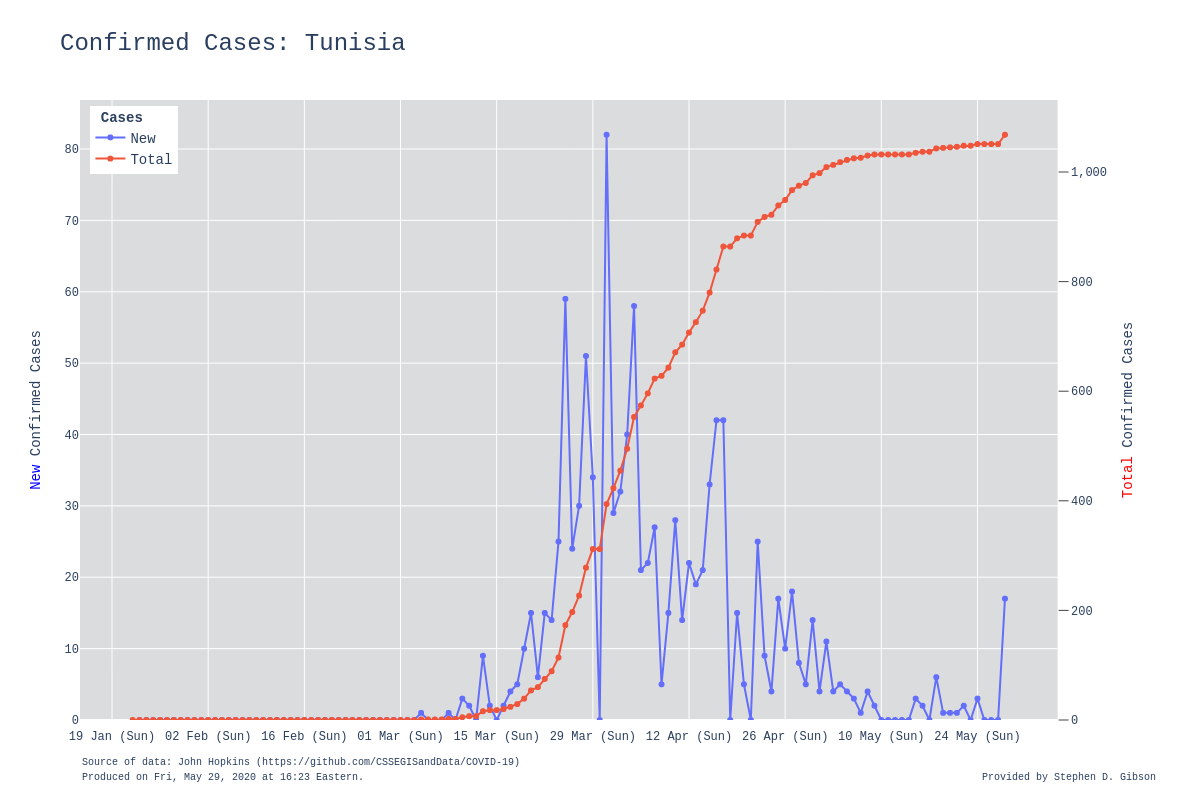 Confirmed Cases: Tunisia
Cases
New
Total
80
70
60
50
40
30
20
10
0
New Confirmed Cases
1,000
800
600
400
200
0
Total Confirmed Cases
19 Jan (Sun) 02 Feb (Sun) 16 Feb (Sun) 01 Mar (Sun) 15 Mar (Sun) 29 Mar (Sun) 12 Apr (Sun) 26 Apr (Sun) 10 May (Sun) 24 May (Sun)
Source of data: John Hopkins (https://github.com/CSSEGISandData/COVID-19)
Produced on Fri, May 29, 2020 at 16:23 Eastern.
Provided by Stephen D. Gibson